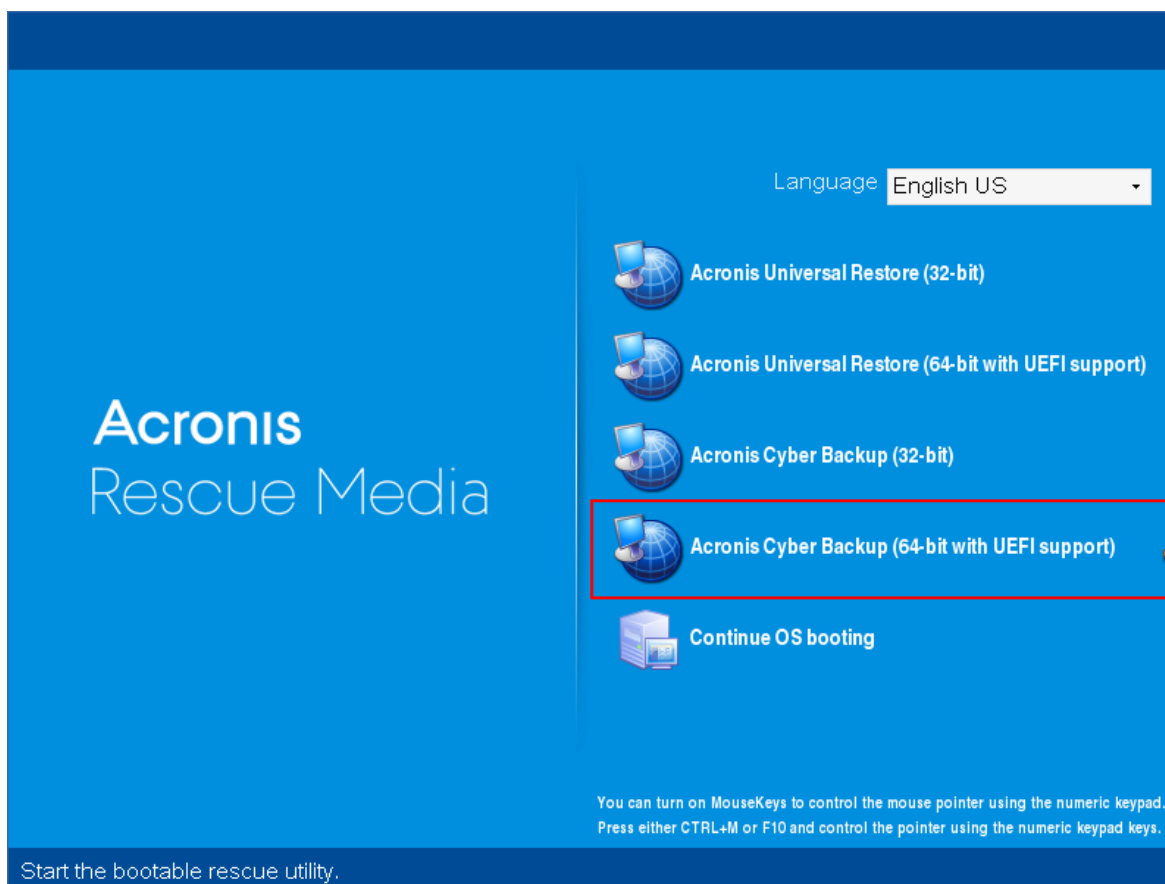 Language English US
Acronis Universal Restore (32-bit)
Acronis Universal Restore (64-bit with UEFI support)
Acronis
Rescue Media
Acronis Cyber Backup (32-bit)
Acronis Cyber Backup (64-bit with UEFI support)
Continue OS booting
You can turn on MouseKeys to control the mouse pointer using the numeric keypad.
Press either CTRL+M or F10 and control the pointer using the numeric keypad keys.
Start the bootable rescue utility.